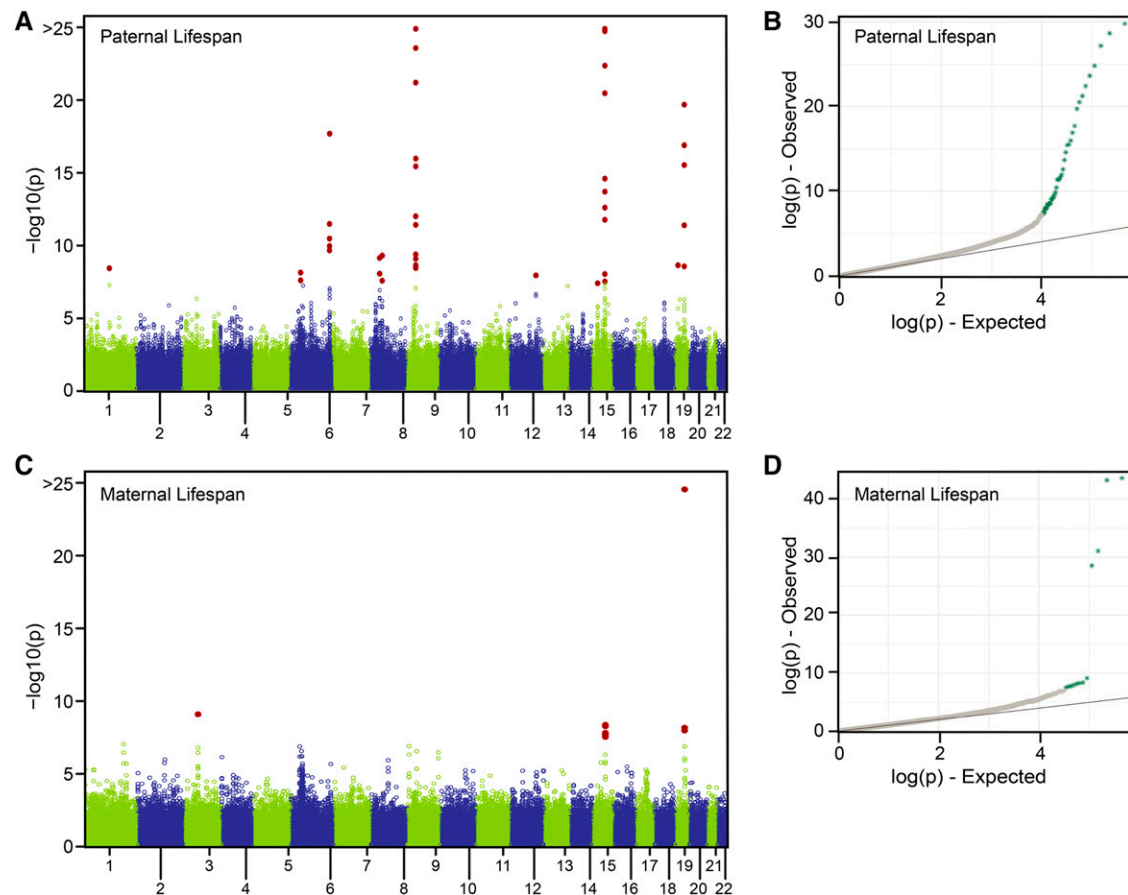 A
Paternal Lifespan
>25
20
15
10
5
0
−log10(p)
1 3 5 7 9 11 13 15 17 19 21
2 4 6 8 10 12 14 16 18 20 22
B
Paternal Lifespan
30
20
10
0
log(p) - Observed
0 2 4
log(p) - Expected
C
Maternal Lifespan
>25
20
15
10
5
0
−log10(p)
1 3 5 7 9 11 13 15 17 19 21
2 4 6 8 10 12 14 16 18 20 22
D
Maternal Lifespan
40
30
20
10
0
log(p) - Observed
0 2 4
log(p) - Expected